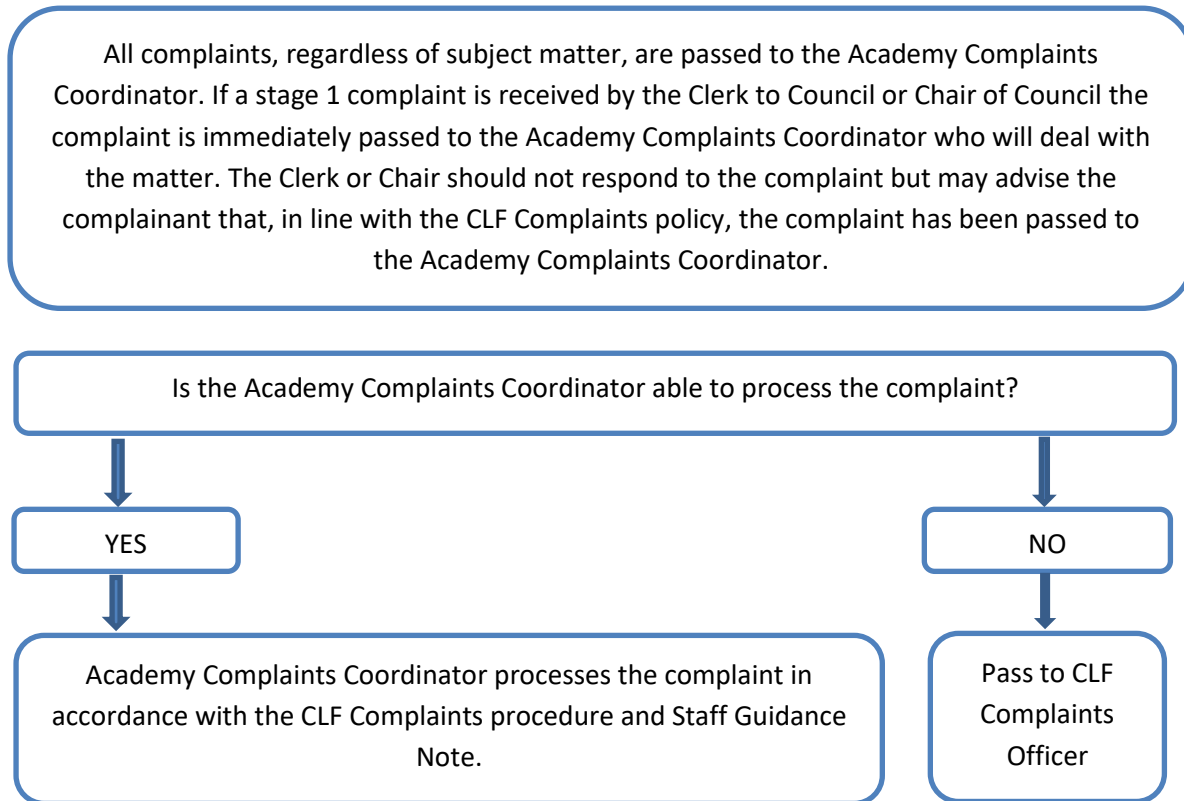 All complaints, regardless of subject matter, are passed to the Academy Complaints
Coordinator. If a stage 1 complaint is received by the Clerk to Council or Chair of Council the
complaint is immediately passed to the Academy Complaints Coordinator who will deal with
the matter. The Clerk or Chair should not respond to the complaint but may advise the
complainant that, in line with the CLF Complaints policy, the complaint has been passed to
the Academy Complaints Coordinator.
Is the Academy Complaints Coordinator able to process the complaint?
YES
NO
Academy Complaints Coordinator processes the complaint in
accordance with the CLF Complaints procedure and Staff Guidance
Note.
Pass to CLF
Complaints
Officer